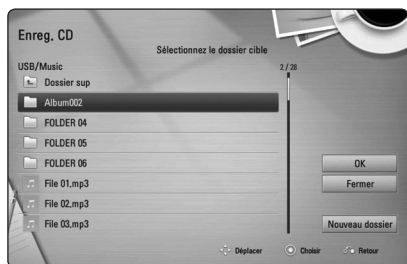 Enreg. CD
Sélectionnez le dossier cible
USB/Music
2 / 28
Dossier sup
Album002
FOLDER 04
FOLDER 05
FOLDER 06
File 01.mp3
File 02.mp3
File 03.mp3
OK
Fermer
Nouveau dossier
Déplacer
Choisir
Retour